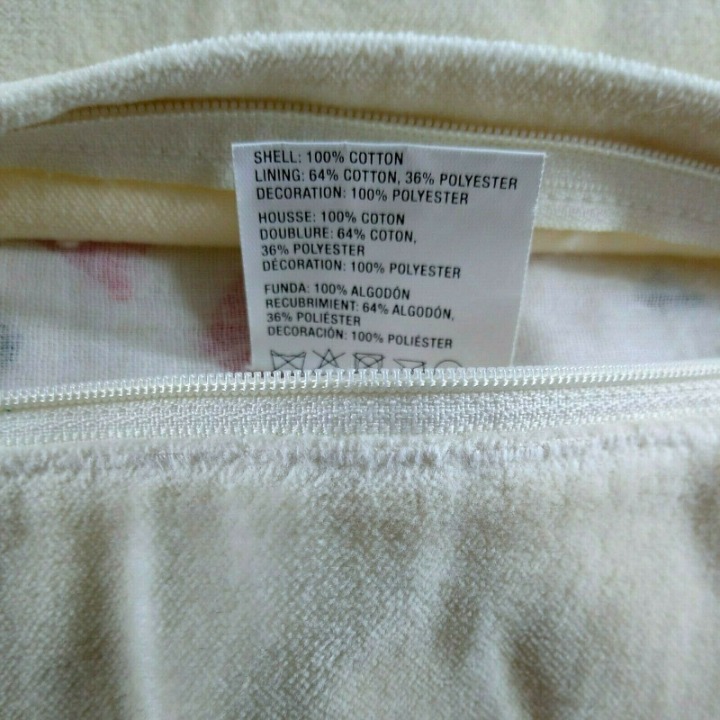 SHELL: 100% COTTON
LINING: 64% COTTON, 36% POLYESTER
DECORATION: 100% POLYESTER
HOUSSE: 100% COTON
DOUBLURE: 64% COTON,
36% POLYESTER
DÉCORATION: 100% POLYESTER
FUNDA: 100% ALGODÓN
RECUBRIMIENT: 64% ALGODÓN,
36% POLIÉSTER
DECORACIÓN: 100% POLIÉSTER